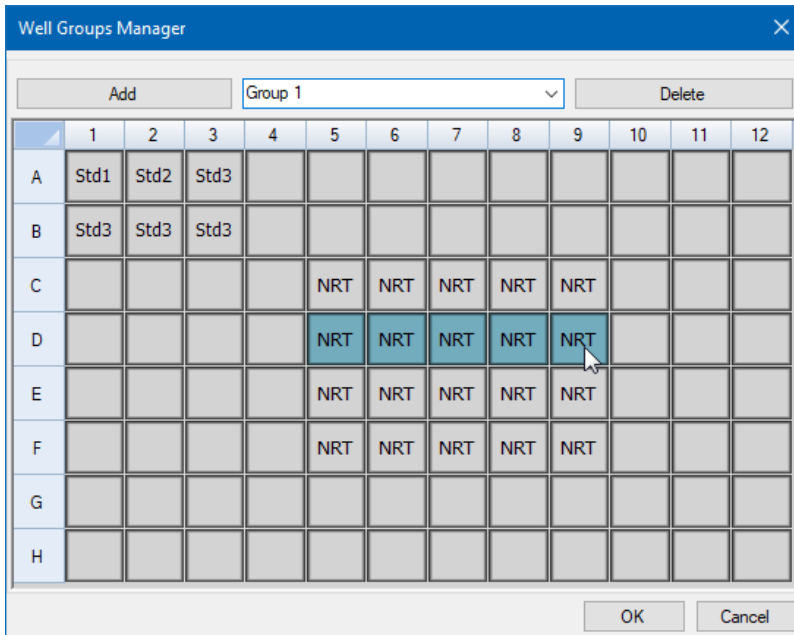 Well Groups Manager
Add Group 1 Delete
1 2 3 4 5 6 7 8 9 10 11 12
A Std1 Std2 Std3
B Std3 Std3 Std3
C NRT NRT NRT NRT NRT
D NRT NRT NRT NRT NRT
E NRT NRT NRT NRT NRT
F NRT NRT NRT NRT NRT
G
H
OK Cancel